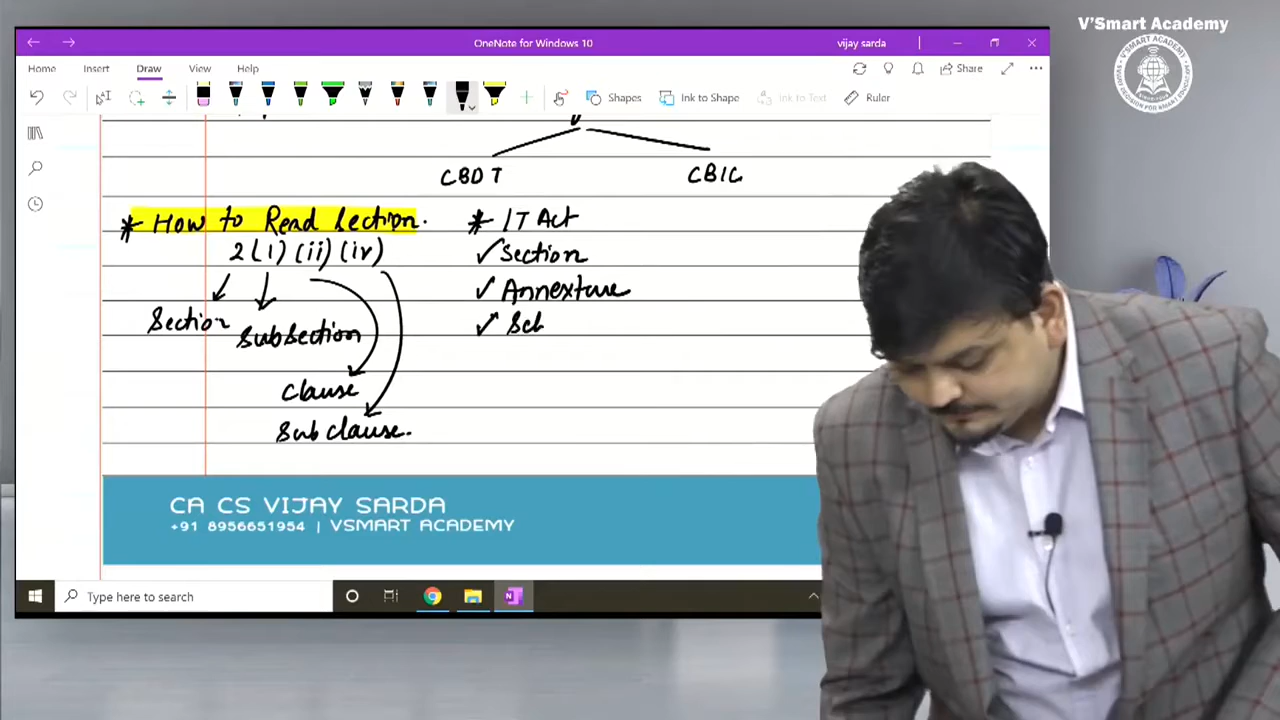 V'Smart Academy
OneNote for Windows 10
vijay sarda
Home Insert Draw View Help
Share
Shapes Ink to Shape Ink to Text Ruler
CBDT CBIC
* How to Read Section.
2(i)(ii)(iv)
Section
Subsection
Clause
Sub clause.
* IT Act
✓ Section
✓ Annexture
✓ Sch
CA CS VIJAY SARDA
+91 8956651954 | VSMART ACADEMY
Type here to search